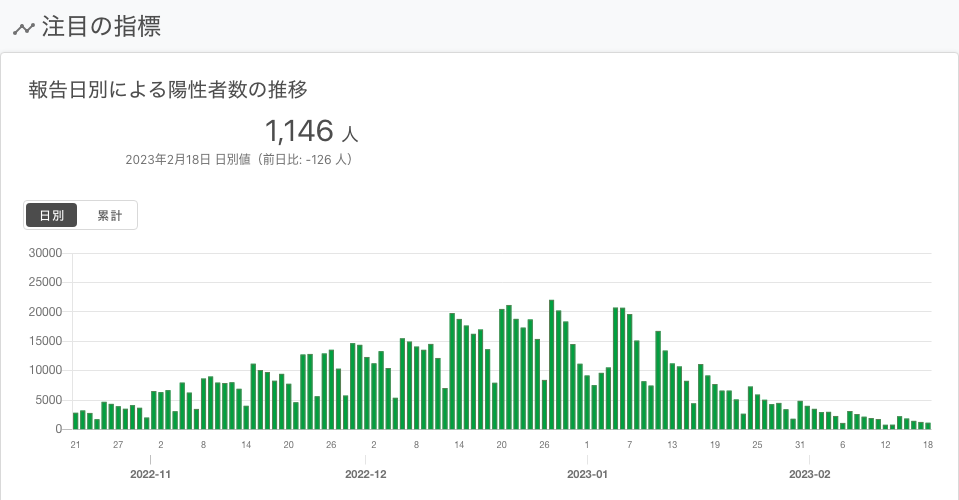 注目の指標
報告日別による陽性者数の推移
1,146 人
2023年2月18日 日別値（前日比: -126 人）
日別 累計
30000
25000
20000
15000
10000
5000
0
21 27 2 8 14 20 26 2 8 14 20 26 1 7 13 19 25 31 6 12 18
2022-11 2022-12 2023-01 2023-02